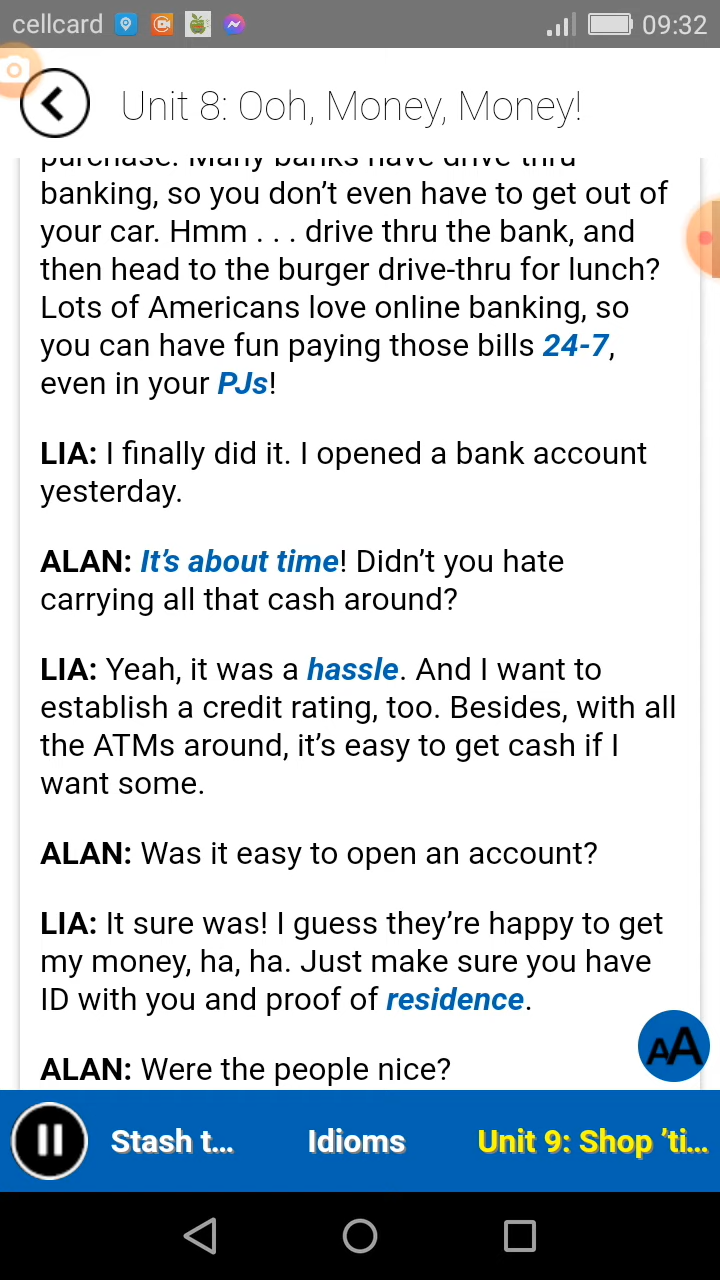 cellcard
09:32
Unit 8: Ooh, Money, Money!
purchase. Many banks have drive thru
banking, so you don’t even have to get out of
your car. Hmm . . . drive thru the bank, and
then head to the burger drive-thru for lunch?
Lots of Americans love online banking, so
you can have fun paying those bills 24-7,
even in your PJs!
LIA: I finally did it. I opened a bank account
yesterday.
ALAN: It’s about time! Didn’t you hate
carrying all that cash around?
LIA: Yeah, it was a hassle. And I want to
establish a credit rating, too. Besides, with all
the ATMs around, it’s easy to get cash if I
want some.
ALAN: Was it easy to open an account?
LIA: It sure was! I guess they’re happy to get
my money, ha, ha. Just make sure you have
ID with you and proof of residence.
ALAN: Were the people nice?
AA
Stash t... Idioms Unit 9: Shop ’ti...